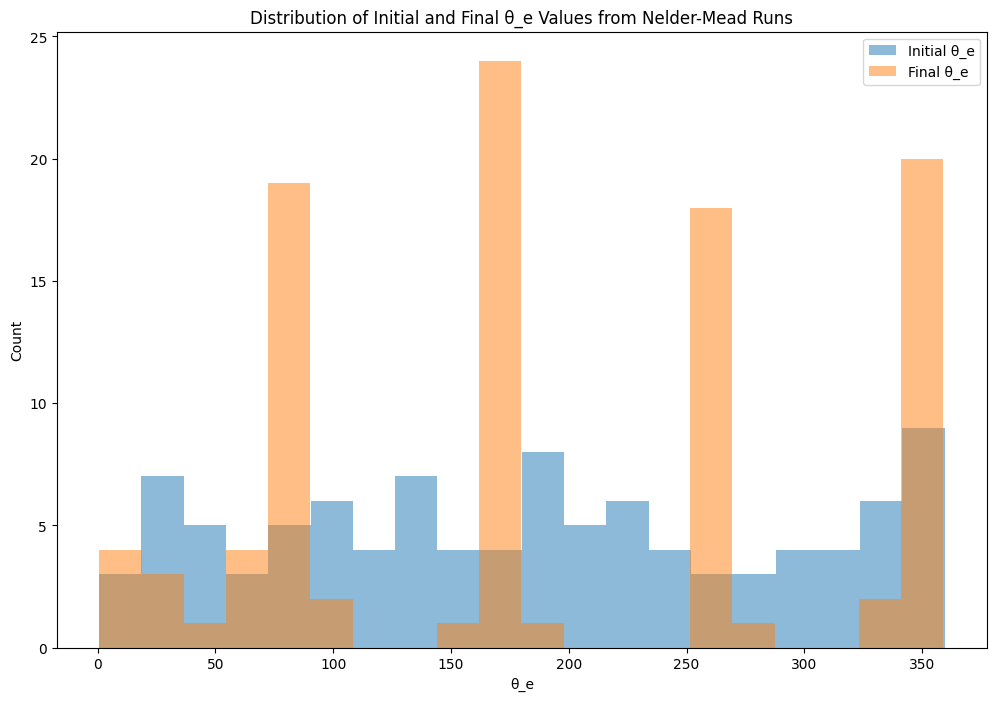 Distribution of Initial and Final θ_e Values from Nelder-Mead Runs
Initial θ_e
Final θ_e
Count
25
20
15
10
5
0
0 50 100 150 200 250 300 350
θ_e